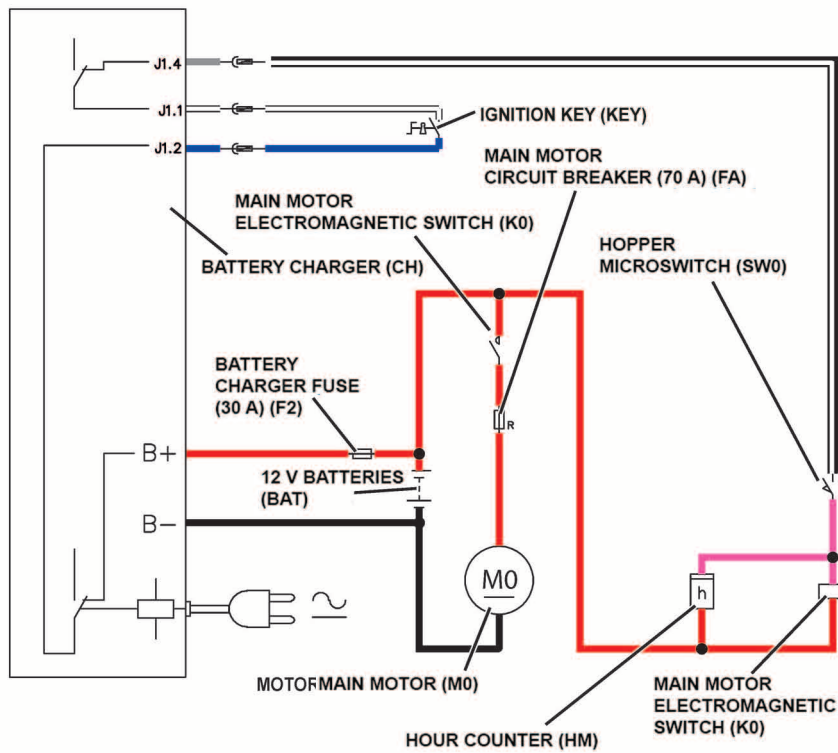 J1.4
J1.1
J1.2
IGNITION KEY (KEY)
MAIN MOTOR
CIRCUIT BREAKER (70 A) (FA)
MAIN MOTOR
ELECTROMAGNETIC SWITCH (K0)
BATTERY CHARGER (CH)
HOPPER
MICROSWITCH (SW0)
BATTERY
CHARGER FUSE
(30 A) (F2)
R
B+
12 V BATTERIES
(BAT)
B-
M0
h
MOTOR MAIN MOTOR (M0)
MAIN MOTOR
ELECTROMAGNETIC
SWITCH (K0)
HOUR COUNTER (HM)